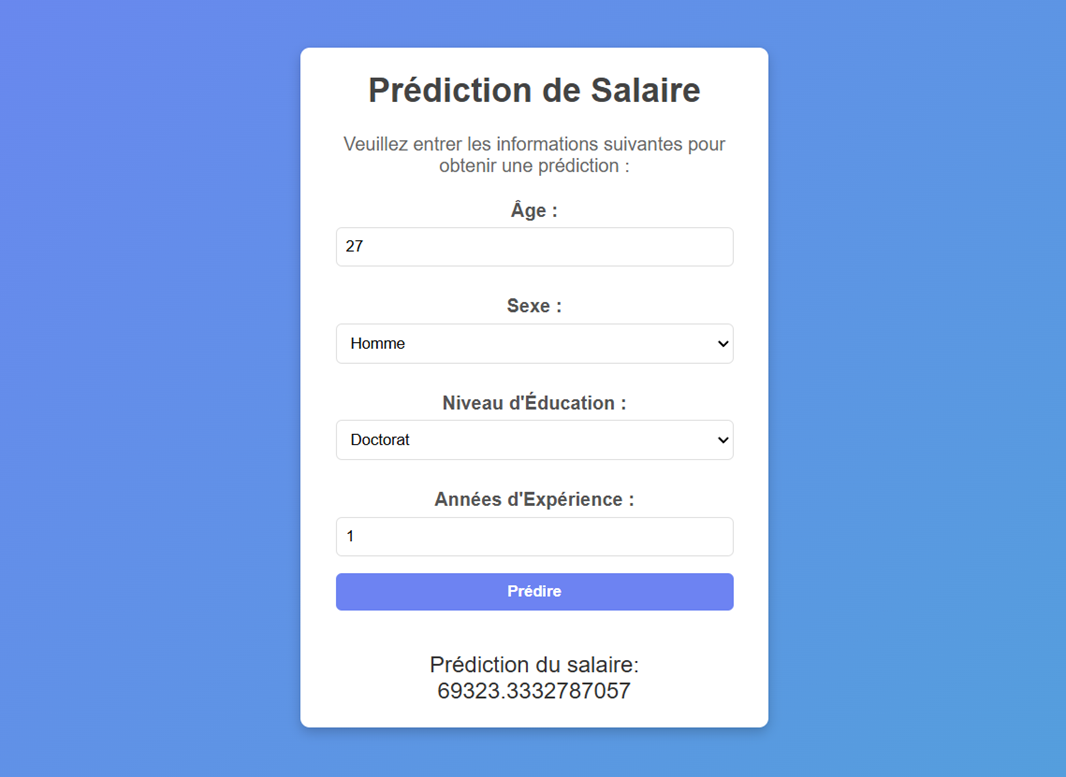 Prédiction de Salaire
Veuillez entrer les informations suivantes pour
obtenir une prédiction :
Âge :
27
Sexe :
Homme
Niveau d'Éducation :
Doctorat
Années d'Expérience :
1
Prédire
Prédiction du salaire:
69323.3332787057